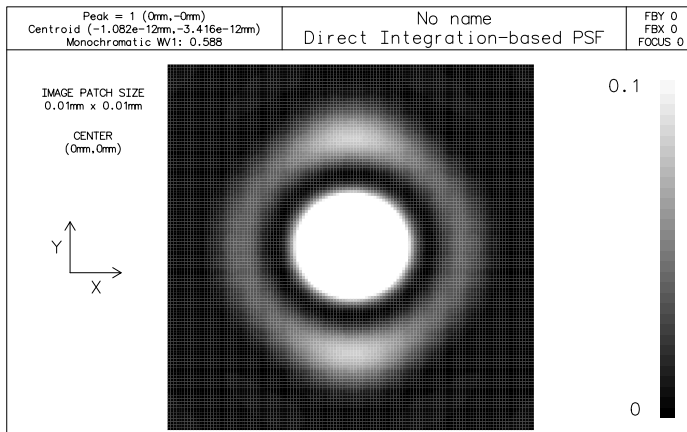 Peak = 1 (0mm,-0mm)
Centroid (-1.082e-12mm,-3.416e-12mm)
Monochromatic WV1: 0.588
No name
Direct Integration-based PSF
FBY 0
FBX 0
FOCUS 0
IMAGE PATCH SIZE
0.01mm x 0.01mm
CENTER
(0mm,0mm)
Y
X
0.1
0